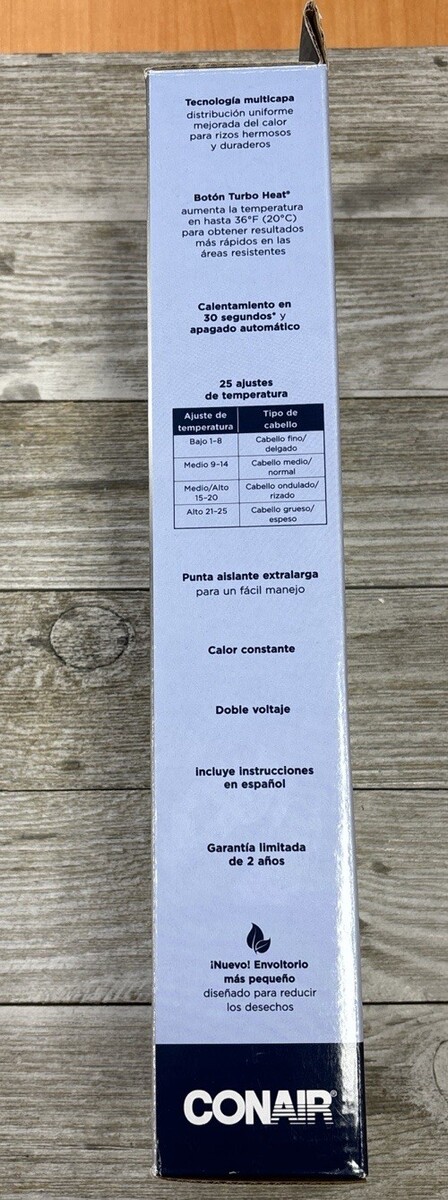 Tecnología multicapa
distribución uniforme
mejorada del calor
para rizos hermosos
y duraderos
Botón Turbo Heat®
aumenta la temperatura
en hasta 36°F (20°C)
para obtener resultados
más rápidos en las
áreas resistentes
Calentamiento en
30 segundos* y
apagado automático
25 ajustes
de temperatura
Ajuste de temperatura Tipo de cabello
Bajo 1-8 Cabello fino/ delgado
Medio 9-14 Cabello medio/ normal
Medio/Alto 15-20 Cabello ondulado/ rizado
Alto 21-25 Cabello grueso/ espeso
Punta aislante extralarga
para un fácil manejo
Calor constante
Doble voltaje
Incluye instrucciones
en español
Garantía limitada
de 2 años
¡Nuevo! Envoltorio
más pequeño
diseñado para reducir
los desechos
CONAIR®